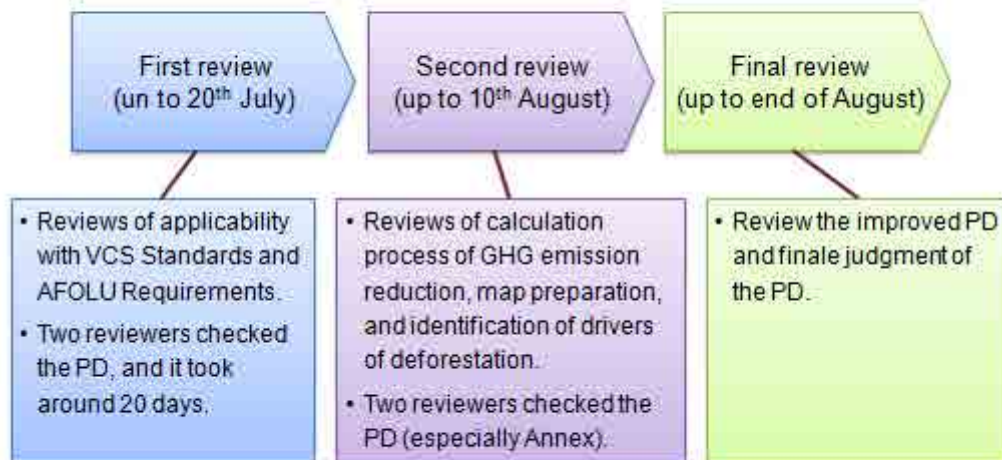 First review
(un to 20th July)
Second review
(up to 10th August)
Final review
(up to end of August)
• Reviews of applicability
with VCS Standards and
AFOLU Requirements.
• Two reviewers checked
the PD, and it took
around 20 days.
• Reviews of calculation
process of GHG emission
reduction, map preparation,
and identification of drivers
of deforestation.
• Two reviewers checked the
PD (especially Annex).
• Review the improved PD
and finale judgment of
the PD.